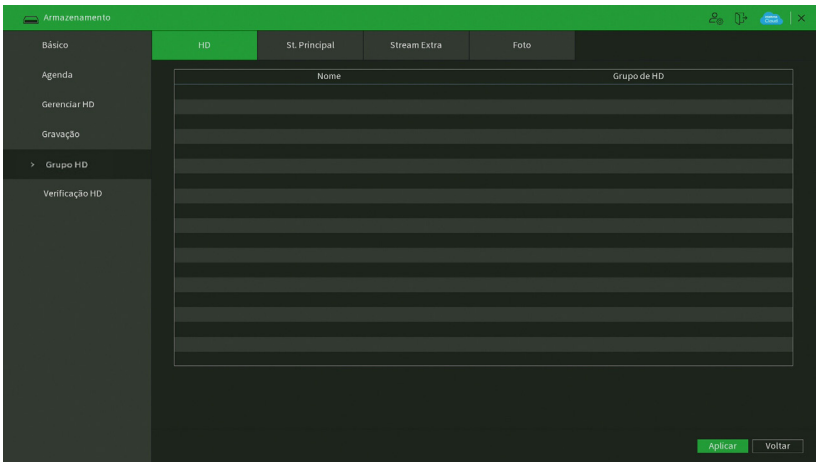 Armazenamento
Cloud
Básico
HD
St. Principal
Stream Extra
Foto
Agenda
Nome
Grupo de HD
Gerenciar HD
Gravação
> Grupo HD
Verificação HD
Aplicar
Voltar